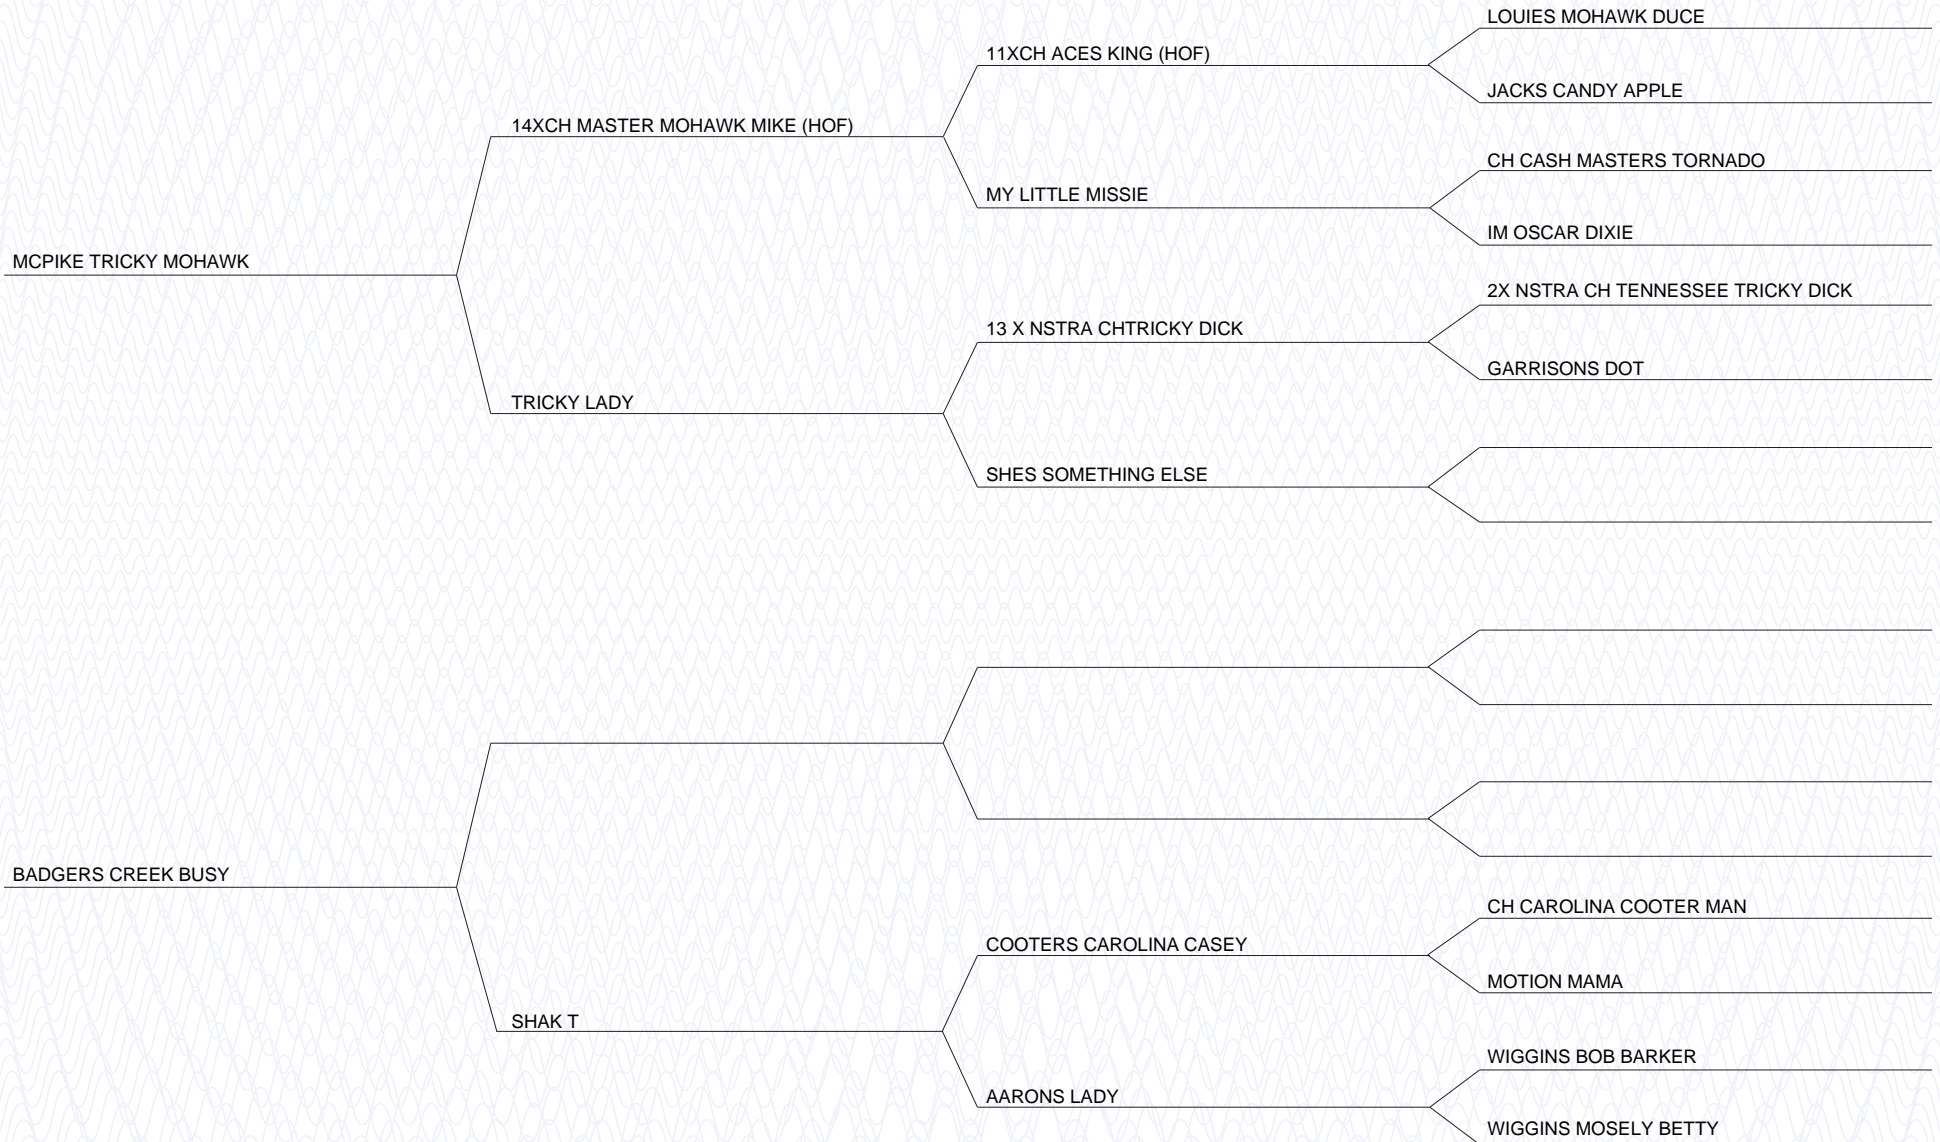 LOUIES MOHAWK DUCE
11XCH ACES KING (HOF)
JACKS CANDY APPLE
14XCH MASTER MOHAWK MIKE (HOF)
CH CASH MASTERS TORNADO
MY LITTLE MISSIE
IM OSCAR DIXIE
MCPIKE TRICKY MOHAWK
2X NSTRA CH TENNESSEE TRICKY DICK
13 X NSTRA CHTRICKY DICK
GARRISONS DOT
TRICKY LADY
SHES SOMETHING ELSE
BADGERS CREEK BUSY
CH CAROLINA COOTER MAN
COOTERS CAROLINA CASEY
MOTION MAMA
SHAK T
WIGGINS BOB BARKER
AARONS LADY
WIGGINS MOSELY BETTY